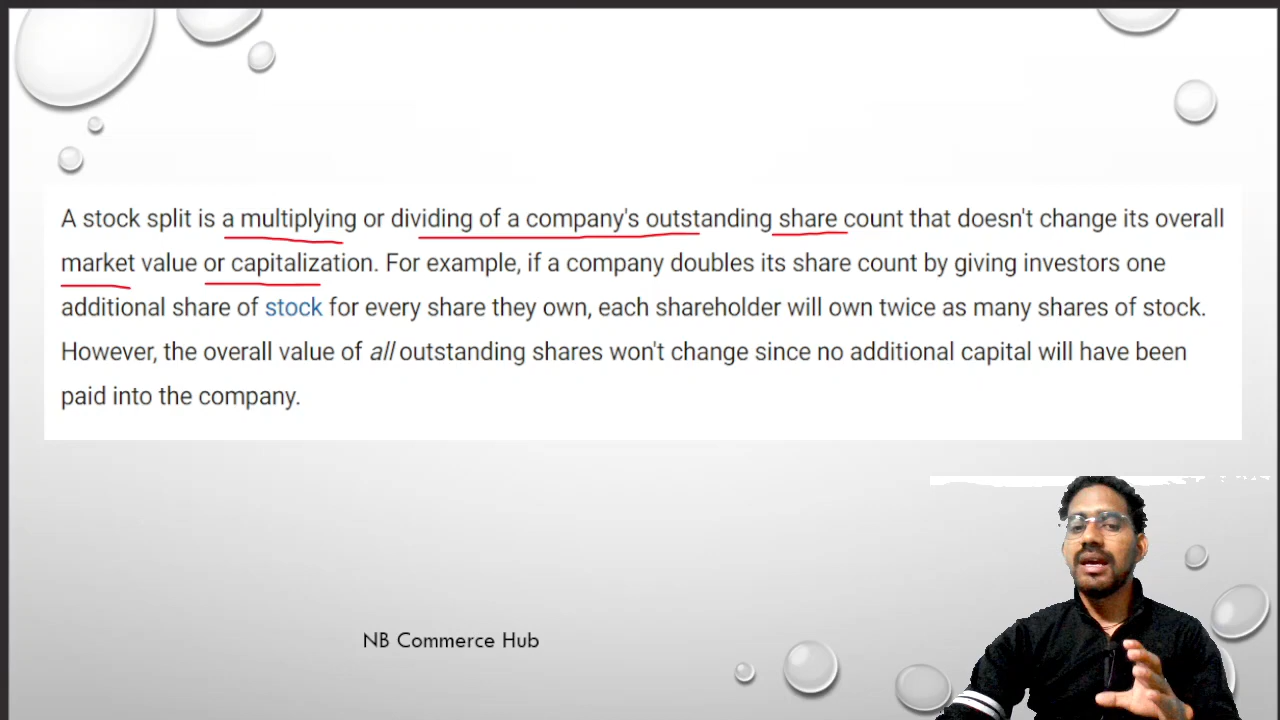 A stock split is a multiplying or dividing of a company's outstanding share count that doesn't change its overall
market value or capitalization. For example, if a company doubles its share count by giving investors one
additional share of stock for every share they own, each shareholder will own twice as many shares of stock.
However, the overall value of all outstanding shares won't change since no additional capital will have been
paid into the company.
NB Commerce Hub